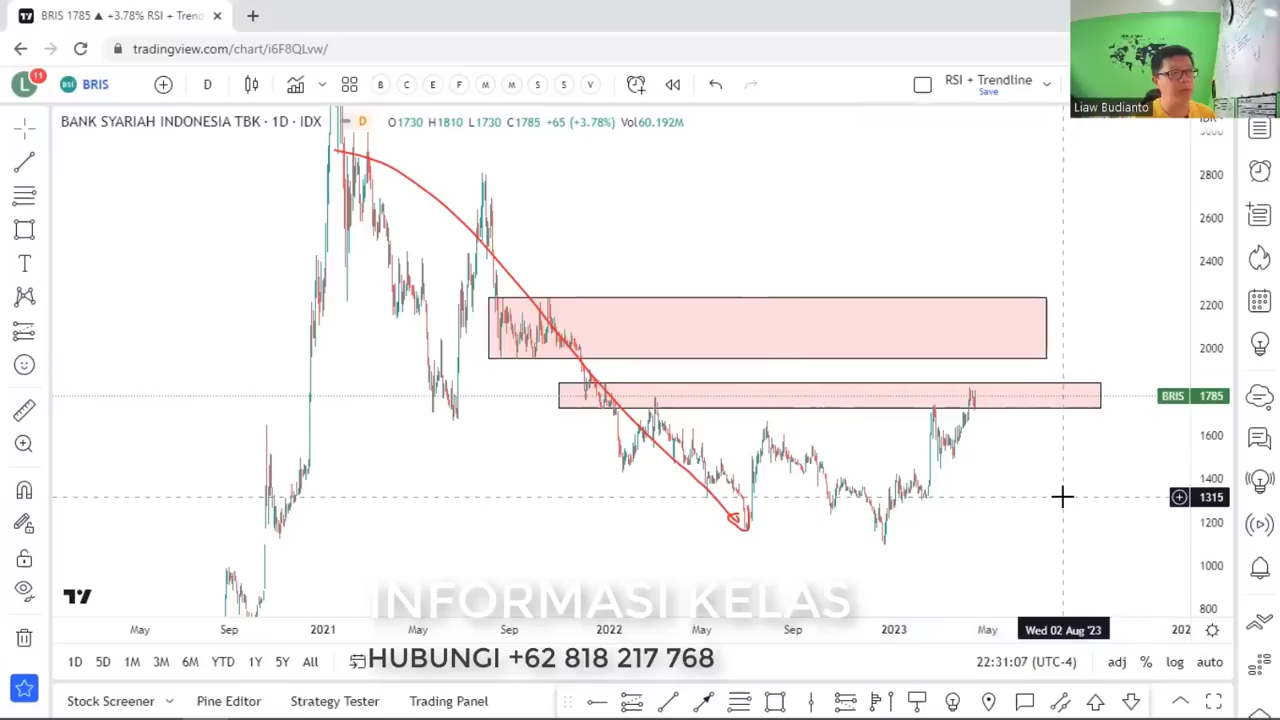 BRIS 1785 ▲ +3.78% RSI + Trend
tradingview.com/chart/i6F8QLvw/
L 11 BSI BRIS D B C E F M M S S V RSI + Trendline
Save
Liaw Budianto
BANK SYARIAH INDONESIA TBK · 1D · IDX D O1730 H1810 L1730 C1785 +65 (+3.78%) Vol60.192M
3000
2800
2600
2400
2200
2000
BRIS 1785
1600
1400
1315
1200
1000
800
INFORMASI KELAS
May Sep 2021 May Sep 2022 May Sep 2023 May Wed 02 Aug '23 202
1D 5D 1M 3M 6M YTD 1Y 5Y All 22:31:07 (UTC-4) adj % log auto
HUBUNGI +62 818 217 768
Stock Screener Pine Editor Strategy Tester Trading Panel